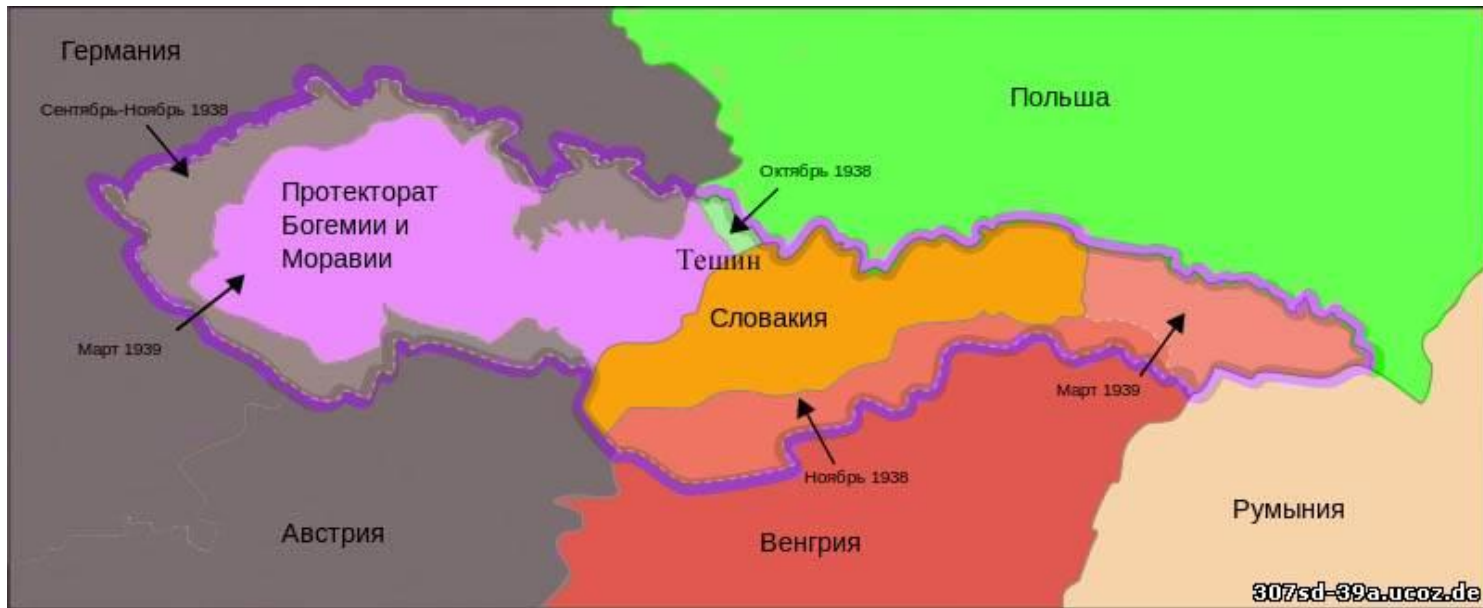 Германия
Сентябрь-Ноябрь 1938
Польша
Октябрь 1938
Протекторат
Богемии и
Моравии
Тешин
Словакия
Март 1939
Март 1939
Ноябрь 1938
Австрия
Венгрия
Румыния
307sd-39a.ucoz.de